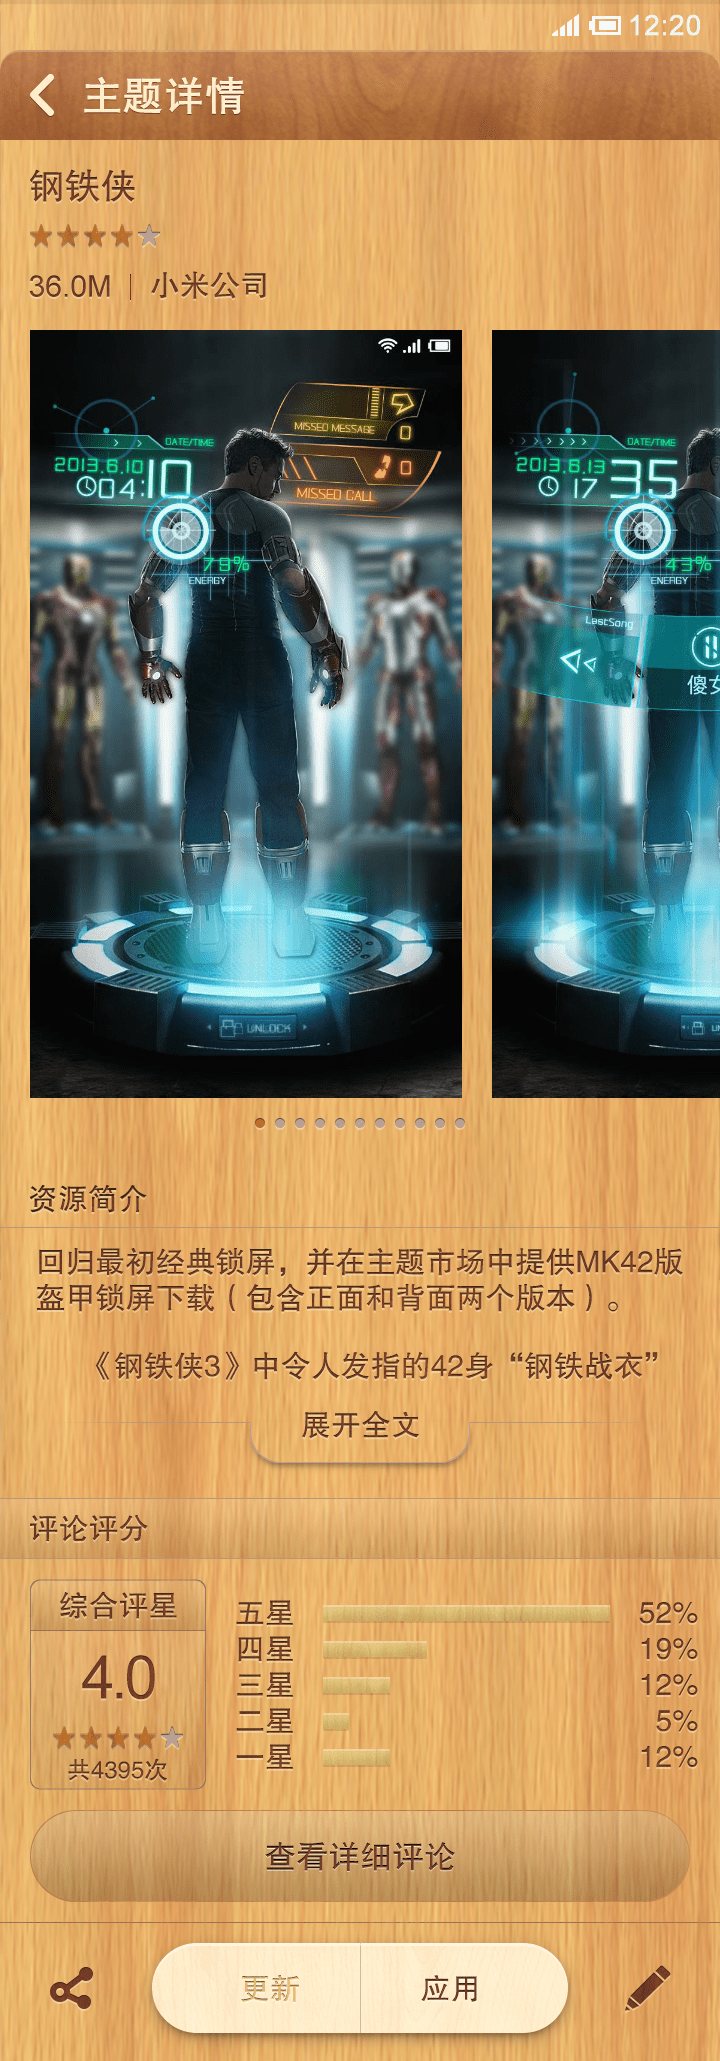 12:20
主题详情
钢铁侠
36.0M | 小米公司
MISSED MESSAGE
0
DATE/TIME
2013.6.10
04:10
0
MISSED CALL
78%
ENERGY
UNLOCK
DATE/TIME
2013.6.13
17 35
43%
ENERGY
LastSong
傻女
资源简介
回归最初经典锁屏，并在主题市场中提供MK42版
盔甲锁屏下载（包含正面和背面两个版本）。
《钢铁侠3》中令人发指的42身“钢铁战衣”
展开全文
评论评分
综合评星
4.0
共4395次
五星 52%
四星 19%
三星 12%
二星 5%
一星 12%
查看详细评论
更新
应用